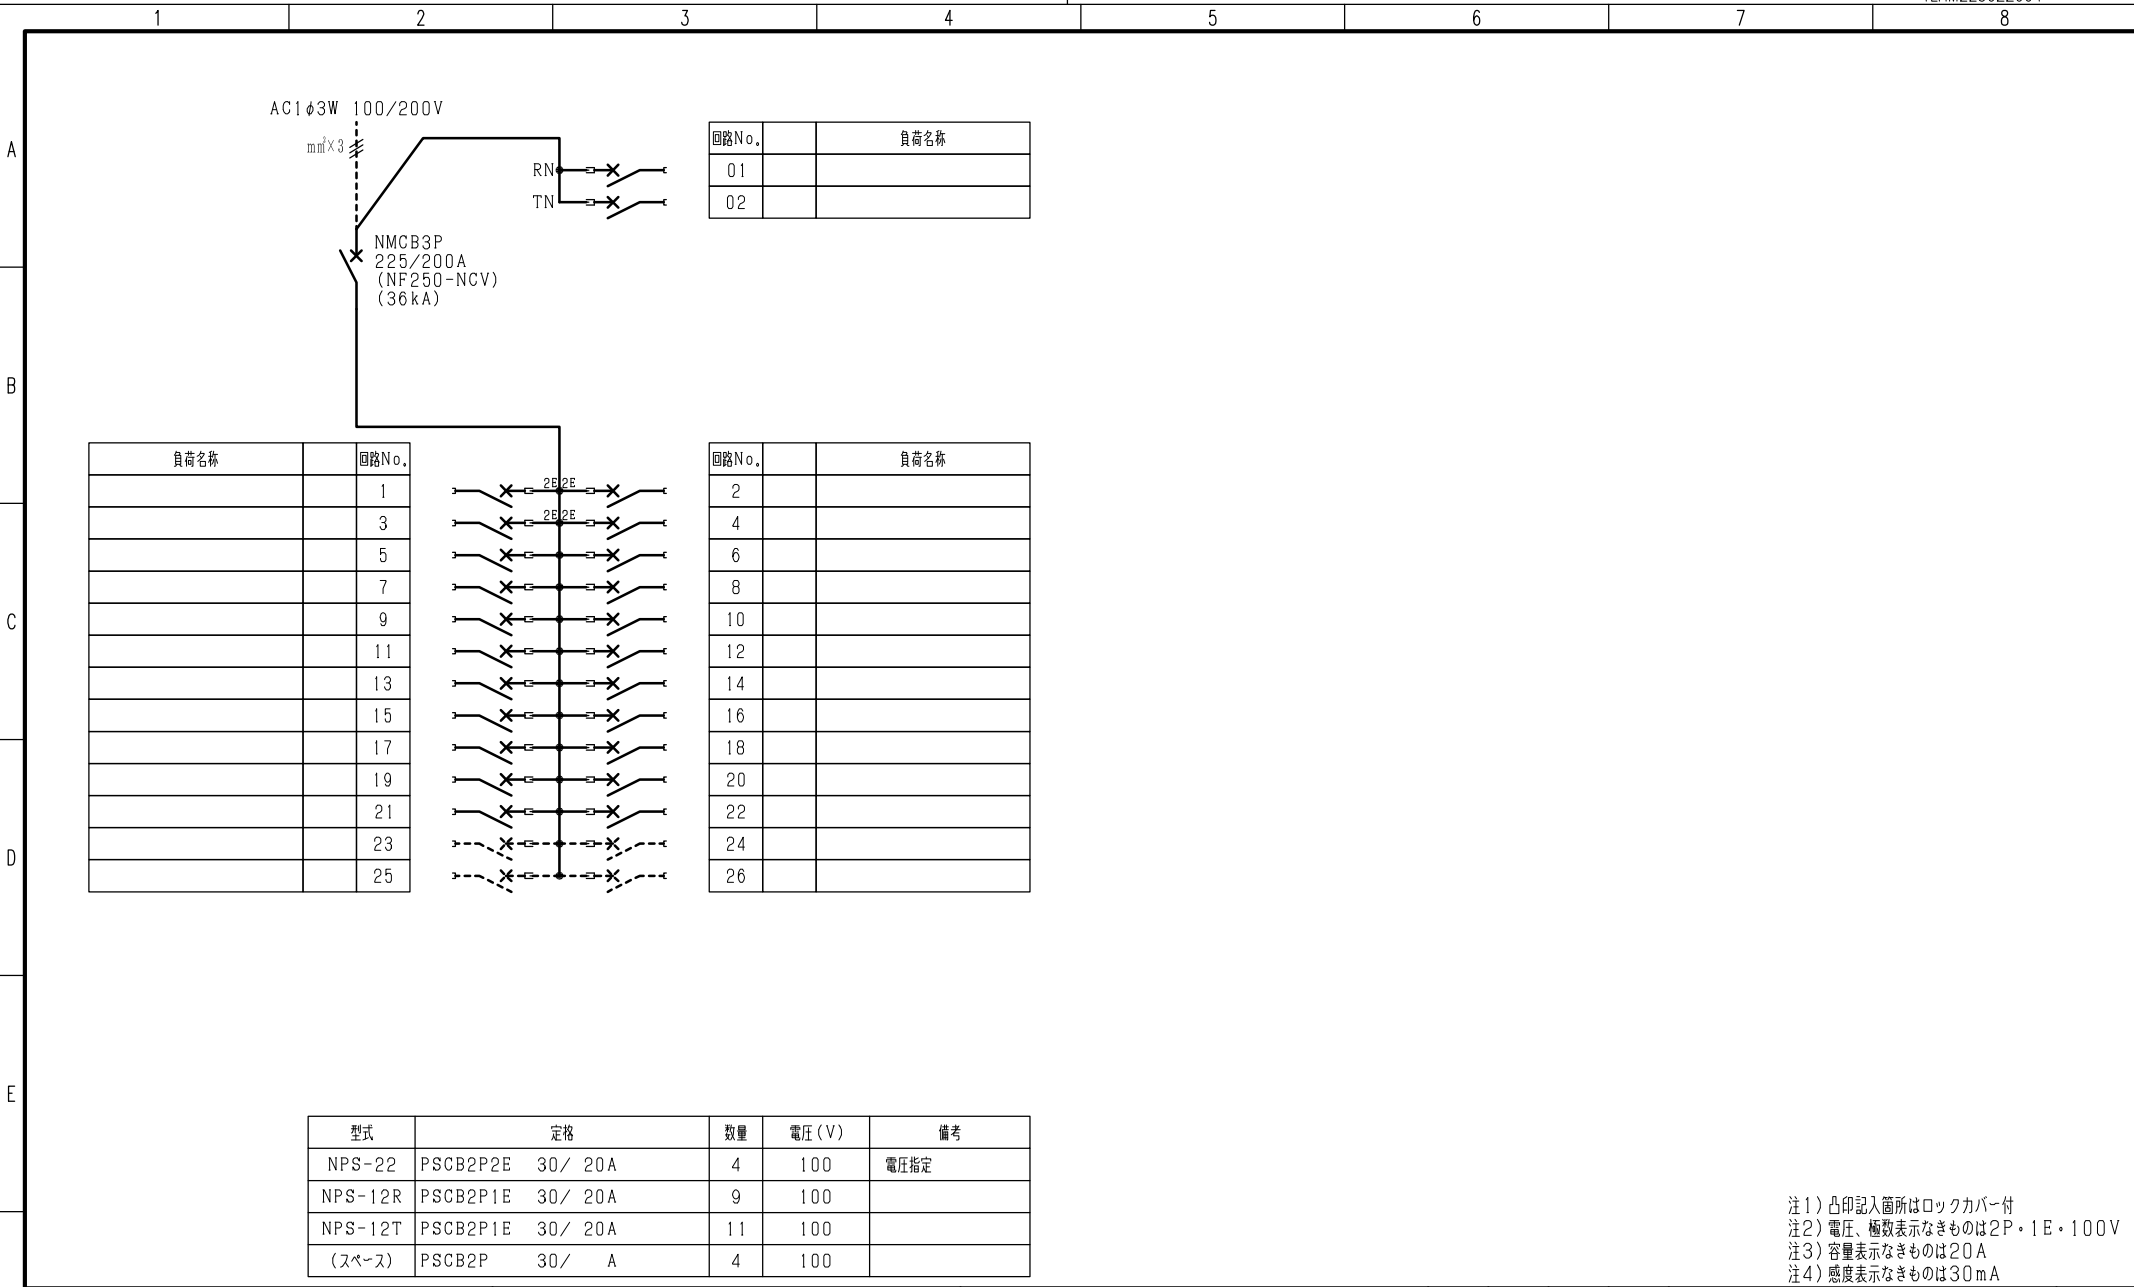 1 2 3 4 5 6 7 8
A
B
C
D
E
AC1φ3W 100/200V
mm²×3
RN
TN
NMCB3P
225/200A
(NF250-NCV)
(36kA)
回路No. 負荷名称
01
02
負荷名称 回路No.
1
3
5
7
9
11
13
15
17
19
21
23
25
2E 2E
2E 2E
回路No. 負荷名称
2
4
6
8
10
12
14
16
18
20
22
24
26
型式 定格 数量 電圧(V) 備考
NPS-22 PSCB2P2E 30/ 20A 4 100 電圧指定
NPS-12R PSCB2P1E 30/ 20A 9 100
NPS-12T PSCB2P1E 30/ 20A 11 100
(スペース) PSCB2P 30/ A 4 100
注1)凸印記入箇所はロックカバー付
注2)電圧、極数表示なきものは2P・1E・100V
注3)容量表示なきものは20A
注4)感度表示なきものは30mA